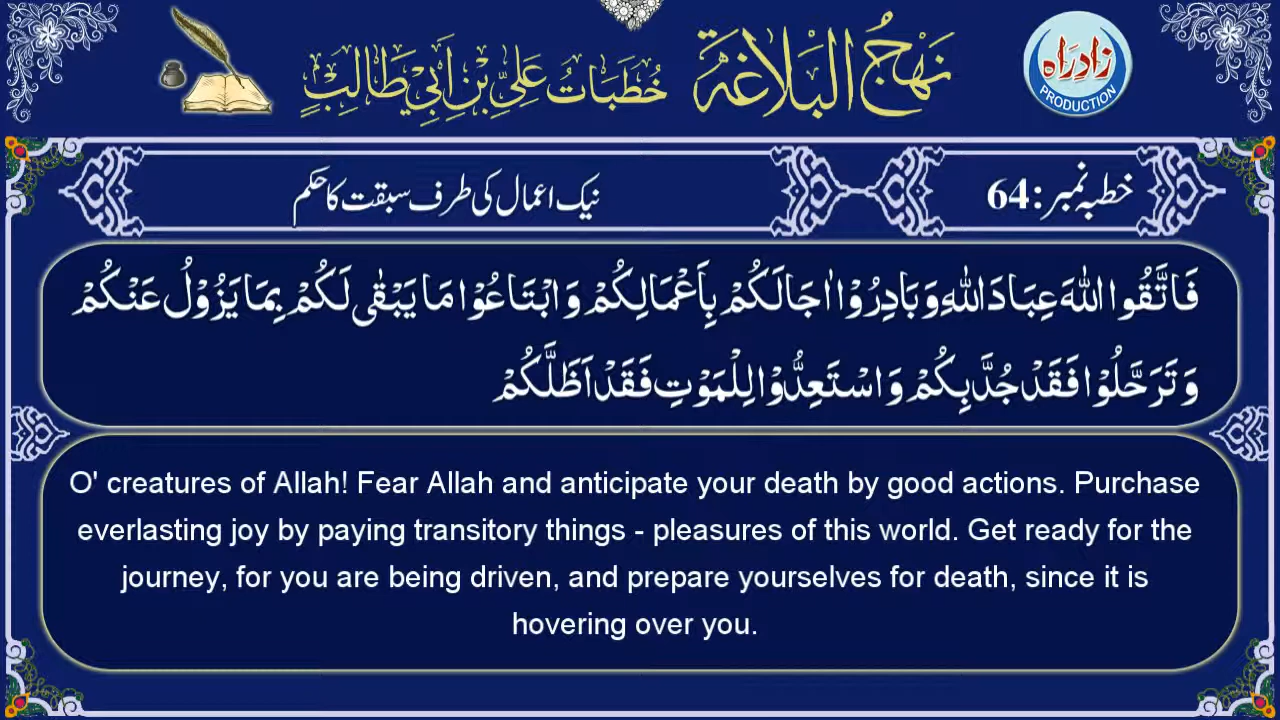 نَهْجُ الْبَلَاغَة خُطَبَاتُ عَلِيِّ بْنِ اَبِي طَالِبٍ
زادِراہ
PRODUCTION
خطبہ نمبر: 64
نیک اعمال کی طرف سبقت کا حکم
فَاتَّقُوا اللّٰهَ عِبَادَ اللّٰهِ وَ بَادِرُوْۤا اٰجَالَكُمْ بِاَعْمَالِكُمْ وَ ابْتَاعُوْا مَا يَبْقٰى لَكُمْ بِمَا يَزُوْلُ عَنْكُمْ
وَ تَرَحَّلُوْا فَقَدْ جُدَّ بِكُمْ وَ اسْتَعِدُّوْا لِلْمَوْتِ فَقَدْ اَظَلَّكُمْ
O' creatures of Allah! Fear Allah and anticipate your death by good actions. Purchase
everlasting joy by paying transitory things - pleasures of this world. Get ready for the
journey, for you are being driven, and prepare yourselves for death, since it is
hovering over you.